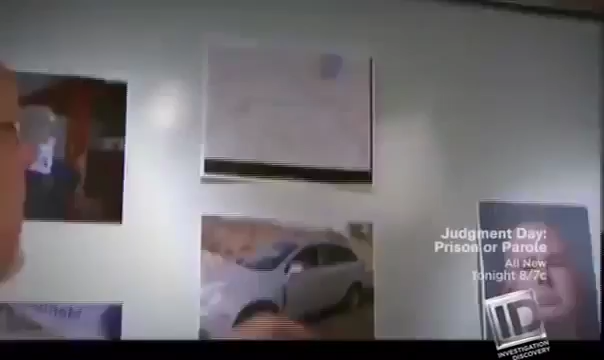 Judgment Day:
Prison or Parole
All New
Tonight 8/7c
ID
INVESTIGATION
DISCOVERY